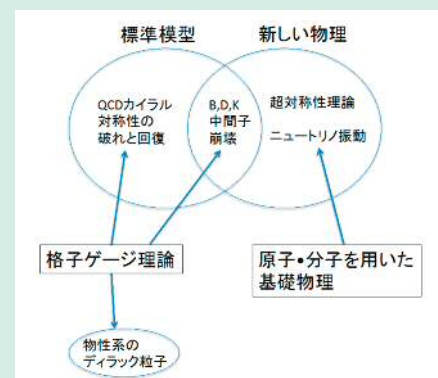 標準模型
新しい物理
QCDカイラル
対称性の
破れと回復
B,D,K
中間子
崩壊
超対称性理論
ニュートリノ振動
格子ゲージ理論
原子•分子を用いた
基礎物理
物性系の
ディラック粒子